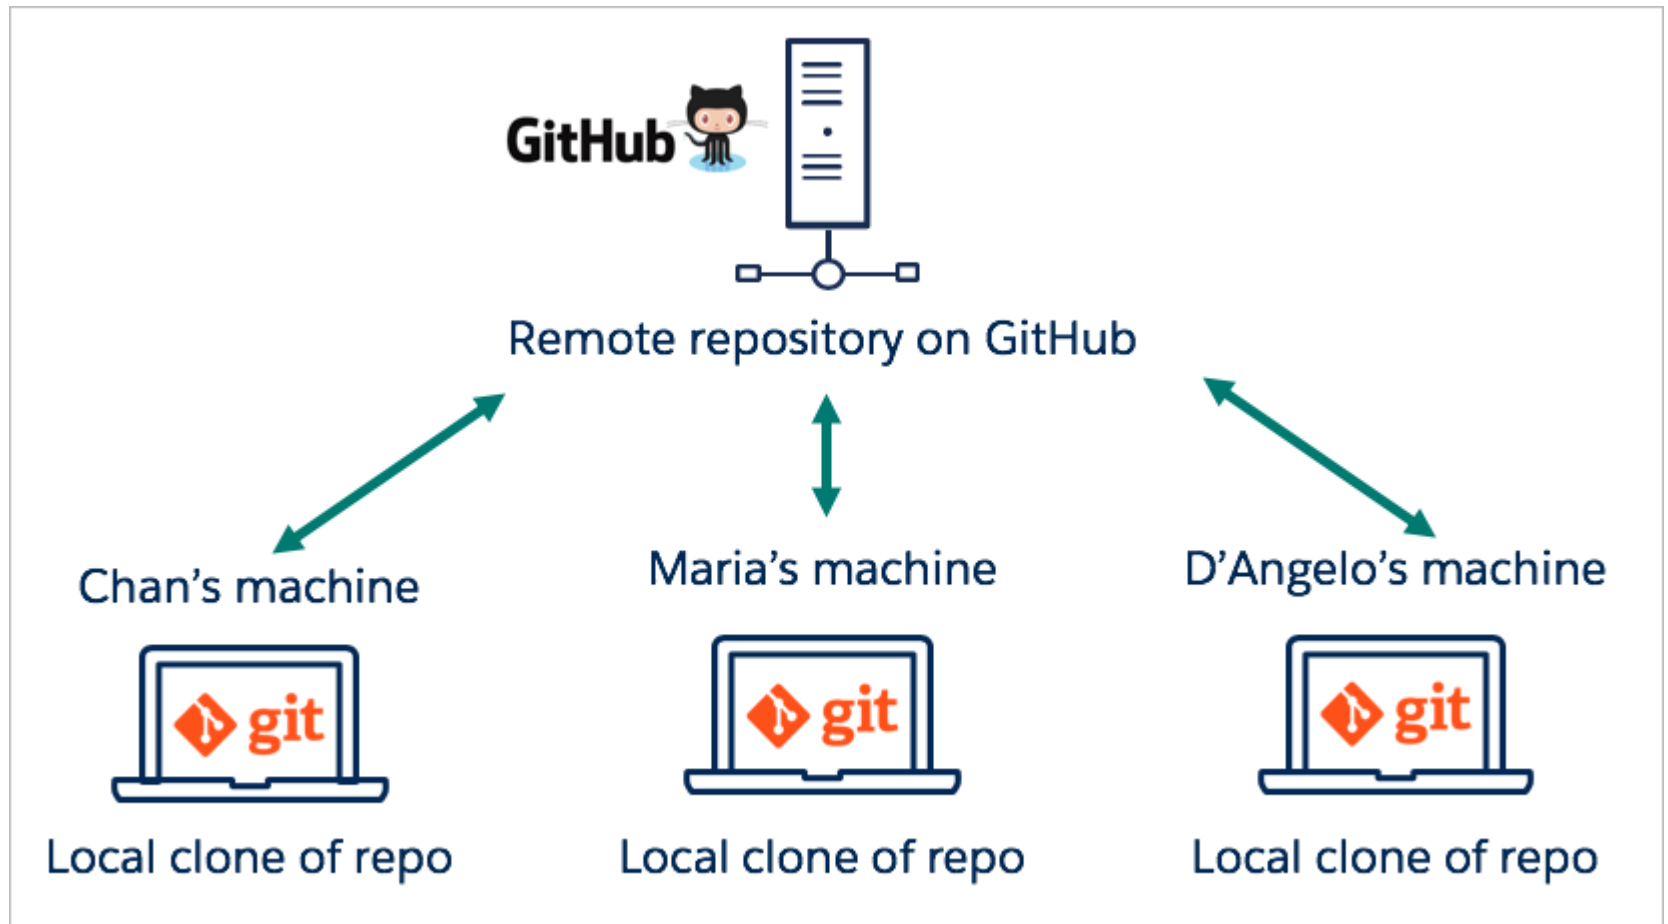 GitHub
Remote repository on GitHub
Chan’s machine
Maria’s machine
D’Angelo’s machine
git
git
git
Local clone of repo
Local clone of repo
Local clone of repo